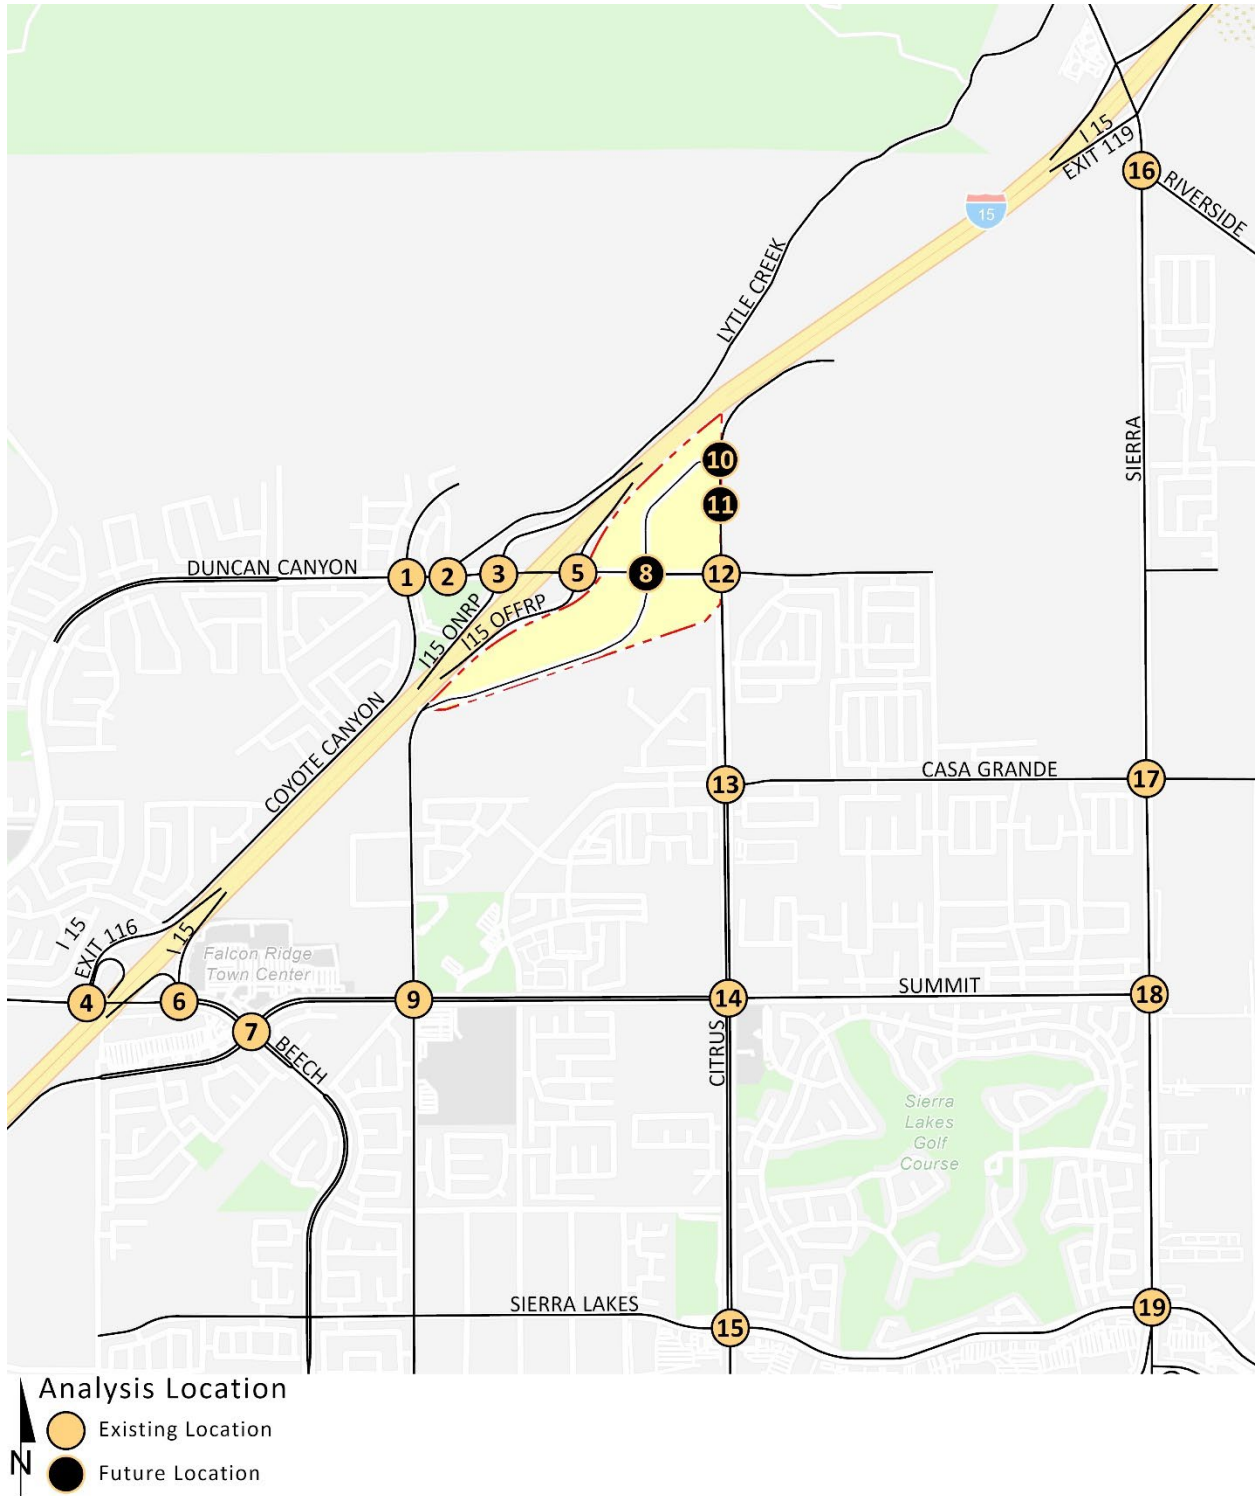 I 15
EXIT 119
16
RIVERSIDE
15
LYTLE CREEK
SIERRA
10
11
DUNCAN CANYON
1
2
3
5
8
12
I15 ONRP
I15 OFFRP
COYOTE CANYON
13
CASA GRANDE
17
I 15
EXIT 116
I 15
Falcon Ridge
Town Center
4
6
7
BEECH
9
14
SUMMIT
18
CITRUS
Sierra
Lakes
Golf
Course
SIERRA LAKES
15
19
Analysis Location
Existing Location
N
Future Location